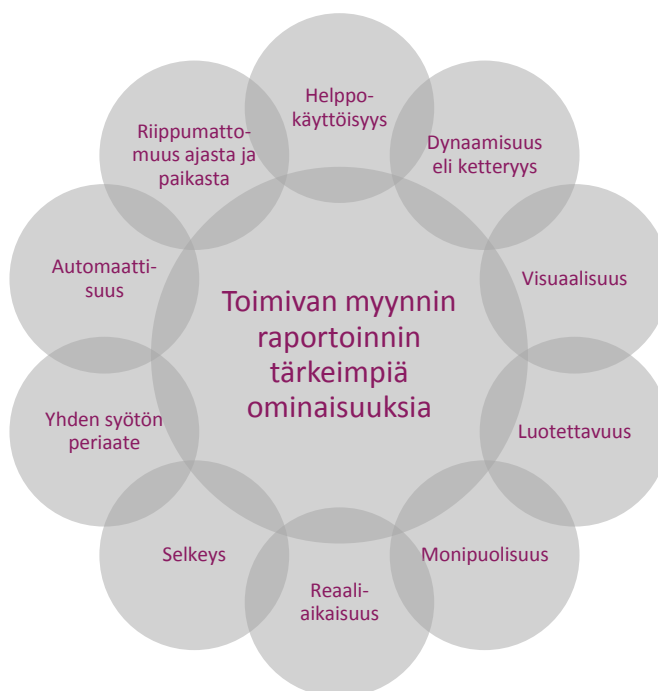 Helppo-
käyttöisyys
Dynaamisuus
eli ketteryys
Visuaalisuus
Luotettavuus
Monipuolisuus
Reaali-
aikaisuus
Selkeys
Yhden syötön
periaate
Automaatti-
suus
Riippumatto-
muus ajasta ja
paikasta
Toimivan myynnin
raportoinnin
tärkeimpiä
ominaisuuksia